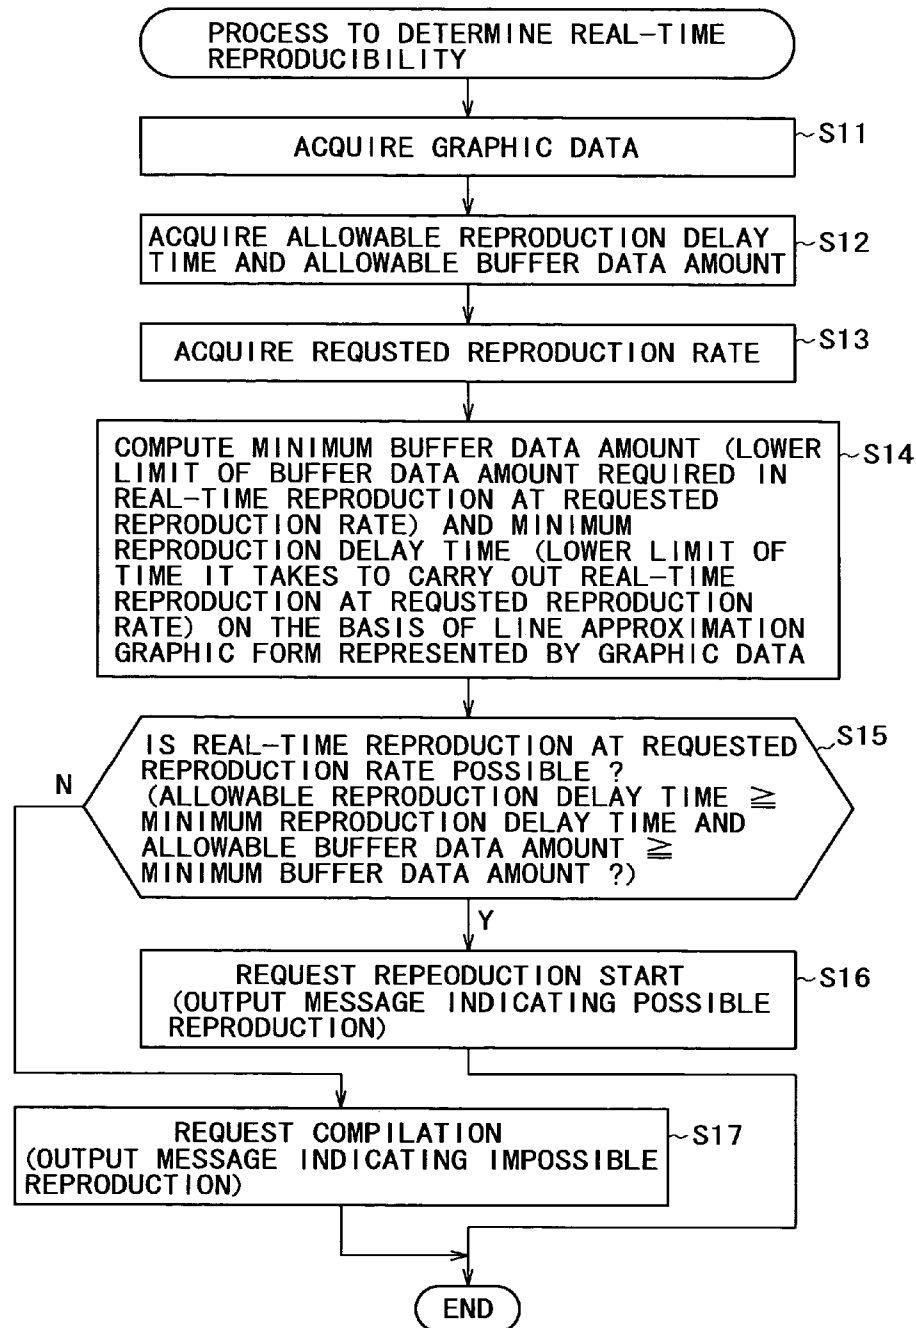 PROCESS TO DETERMINE REAL-TIME
REPRODUCIBILITY
ACQUIRE GRAPHIC DATA
S11
ACQUIRE ALLOWABLE REPRODUCTION DELAY
TIME AND ALLOWABLE BUFFER DATA AMOUNT
S12
ACQUIRE REQUSTED REPRODUCTION RATE
S13
COMPUTE MINIMUM BUFFER DATA AMOUNT (LOWER
LIMIT OF BUFFER DATA AMOUNT REQUIRED IN
REAL-TIME REPRODUCTION AT REQUESTED
REPRODUCTION RATE) AND MINIMUM
REPRODUCTION DELAY TIME (LOWER LIMIT OF
TIME IT TAKES TO CARRY OUT REAL-TIME
REPRODUCTION AT REQUSTED REPRODUCTION
RATE) ON THE BASIS OF LINE APPROXIMATION
GRAPHIC FORM REPRESENTED BY GRAPHIC DATA
S14
IS REAL-TIME REPRODUCTION AT REQUESTED
REPRODUCTION RATE POSSIBLE ?
(ALLOWABLE REPRODUCTION DELAY TIME ≧
MINIMUM REPRODUCTION DELAY TIME AND
ALLOWABLE BUFFER DATA AMOUNT ≧
MINIMUM BUFFER DATA AMOUNT ?)
S15
N
Y
REQUEST REPEODUCTION START
(OUTPUT MESSAGE INDICATING POSSIBLE
REPRODUCTION)
S16
REQUEST COMPILATION
(OUTPUT MESSAGE INDICATING IMPOSSIBLE
REPRODUCTION)
S17
END